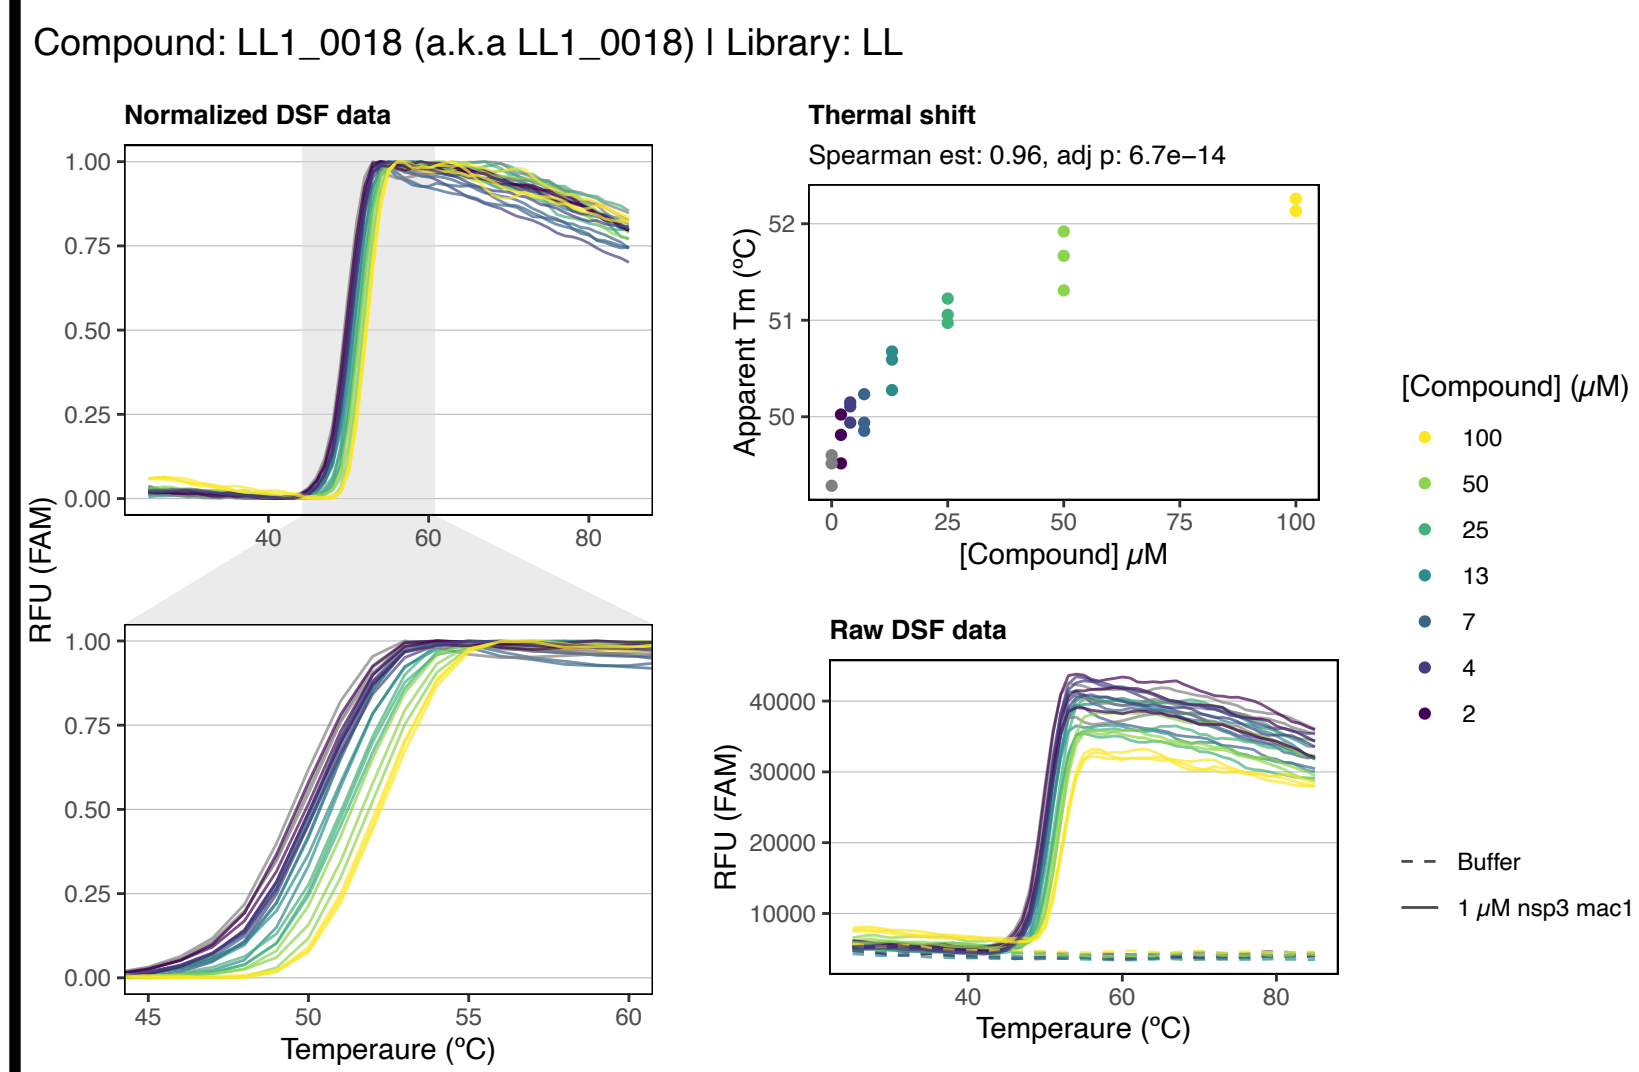 Compound: LL1_0018 (a.k.a LL1_0018) | Library: LL
Normalized DSF data
1.00
0.75
0.50
0.25
0.00
40
60
80
RFU (FAM)
1.00
0.75
0.50
0.25
0.00
45
50
55
60
Temperaure (ºC)
Thermal shift
Spearman est: 0.96, adj p: 6.7e−14
Apparent Tm (ºC)
52
51
50
0
25
50
75
100
[Compound] µM
Raw DSF data
RFU (FAM)
40000
30000
20000
10000
40
60
80
Temperaure (ºC)
[Compound] (µM)
100
50
25
13
7
4
2
Buffer
1 µM nsp3 mac1